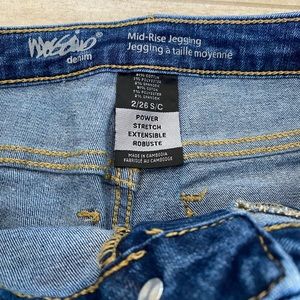 Mossimo
denim
Mid-Rise Jegging
Jegging à taille moyenne
2/26 S/C
POWER
STRETCH
EXTENSIBLE
ROBUSTE
MADE IN CAMBODIA
FABRIQUÉ AU CAMBODGE